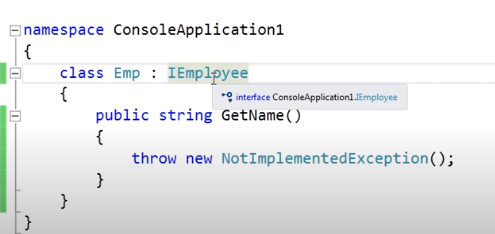 namespace ConsoleApplication1
{
class Emp : IEmployee
interface ConsoleApplication1.IEmployee
{
public string GetName()
{
throw new NotImplementedException();
}
}
}